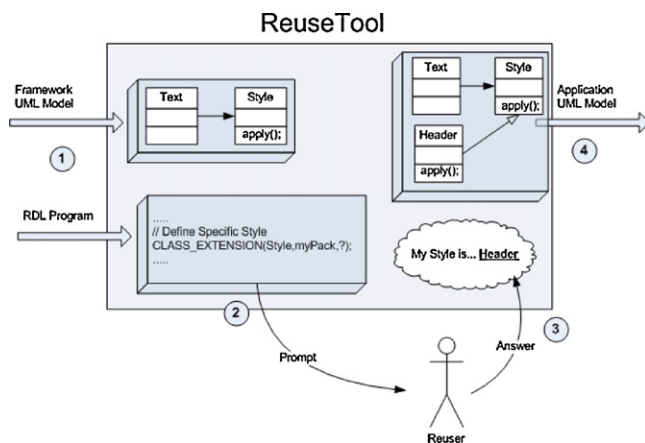 ReuseTool
Framework
UML Model
1
Text
Style
apply();
Text
Style
apply();
Header
apply();
Application
UML Model
4
RDL Program
.....
// Define Specific Style
CLASS_EXTENSION(Style,myPack,?);
.....
2
My Style is... Header
3
Prompt
Answer
Reuser